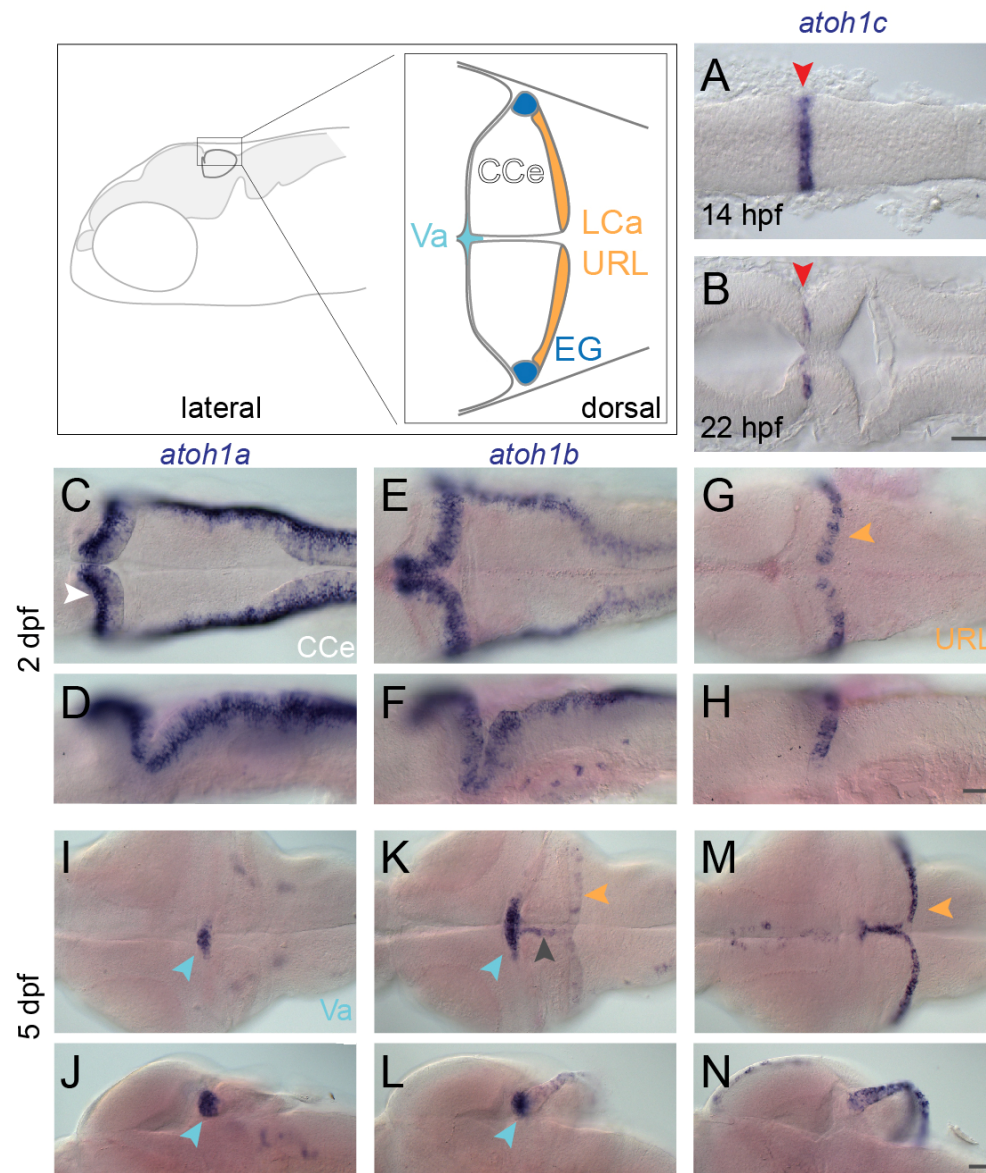 atoh1c
A
14 hpf
B
22 hpf
CCe
Va
LCa
URL
EG
lateral
dorsal
atoh1a
atoh1b
2 dpf
C
CCe
E
G
URL
D
F
H
5 dpf
I
Va
K
M
J
L
N